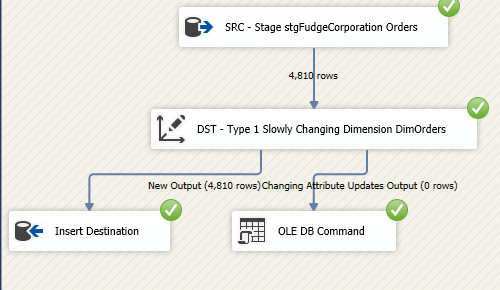 SRC - Stage stgFudgeCorporation Orders
4,810 rows
DST - Type 1 Slowly Changing Dimension DimOrders
New Output (4,810 rows)
Changing Attribute Updates Output (0 rows)
Insert Destination
OLE DB Command